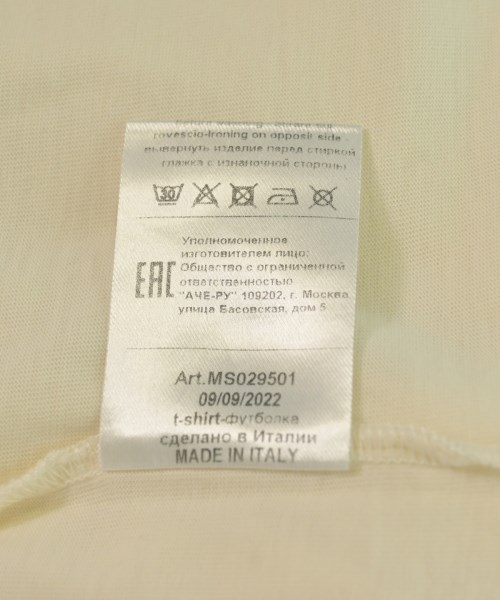 rovescio-Ironing on opposit side
вывернуть изделие перед стиркой
глажка с изнаночной стороны
30
Уполномоченное
изготовителем лицо:
Общество с ограниченной
ответственностью
"АЧЕ-РУ" 109202, г. Москва
улица Басовская, дом 5
EAC
Art.MS029501
09/09/2022
t-shirt-футболка
сделано в Италии
MADE IN ITALY